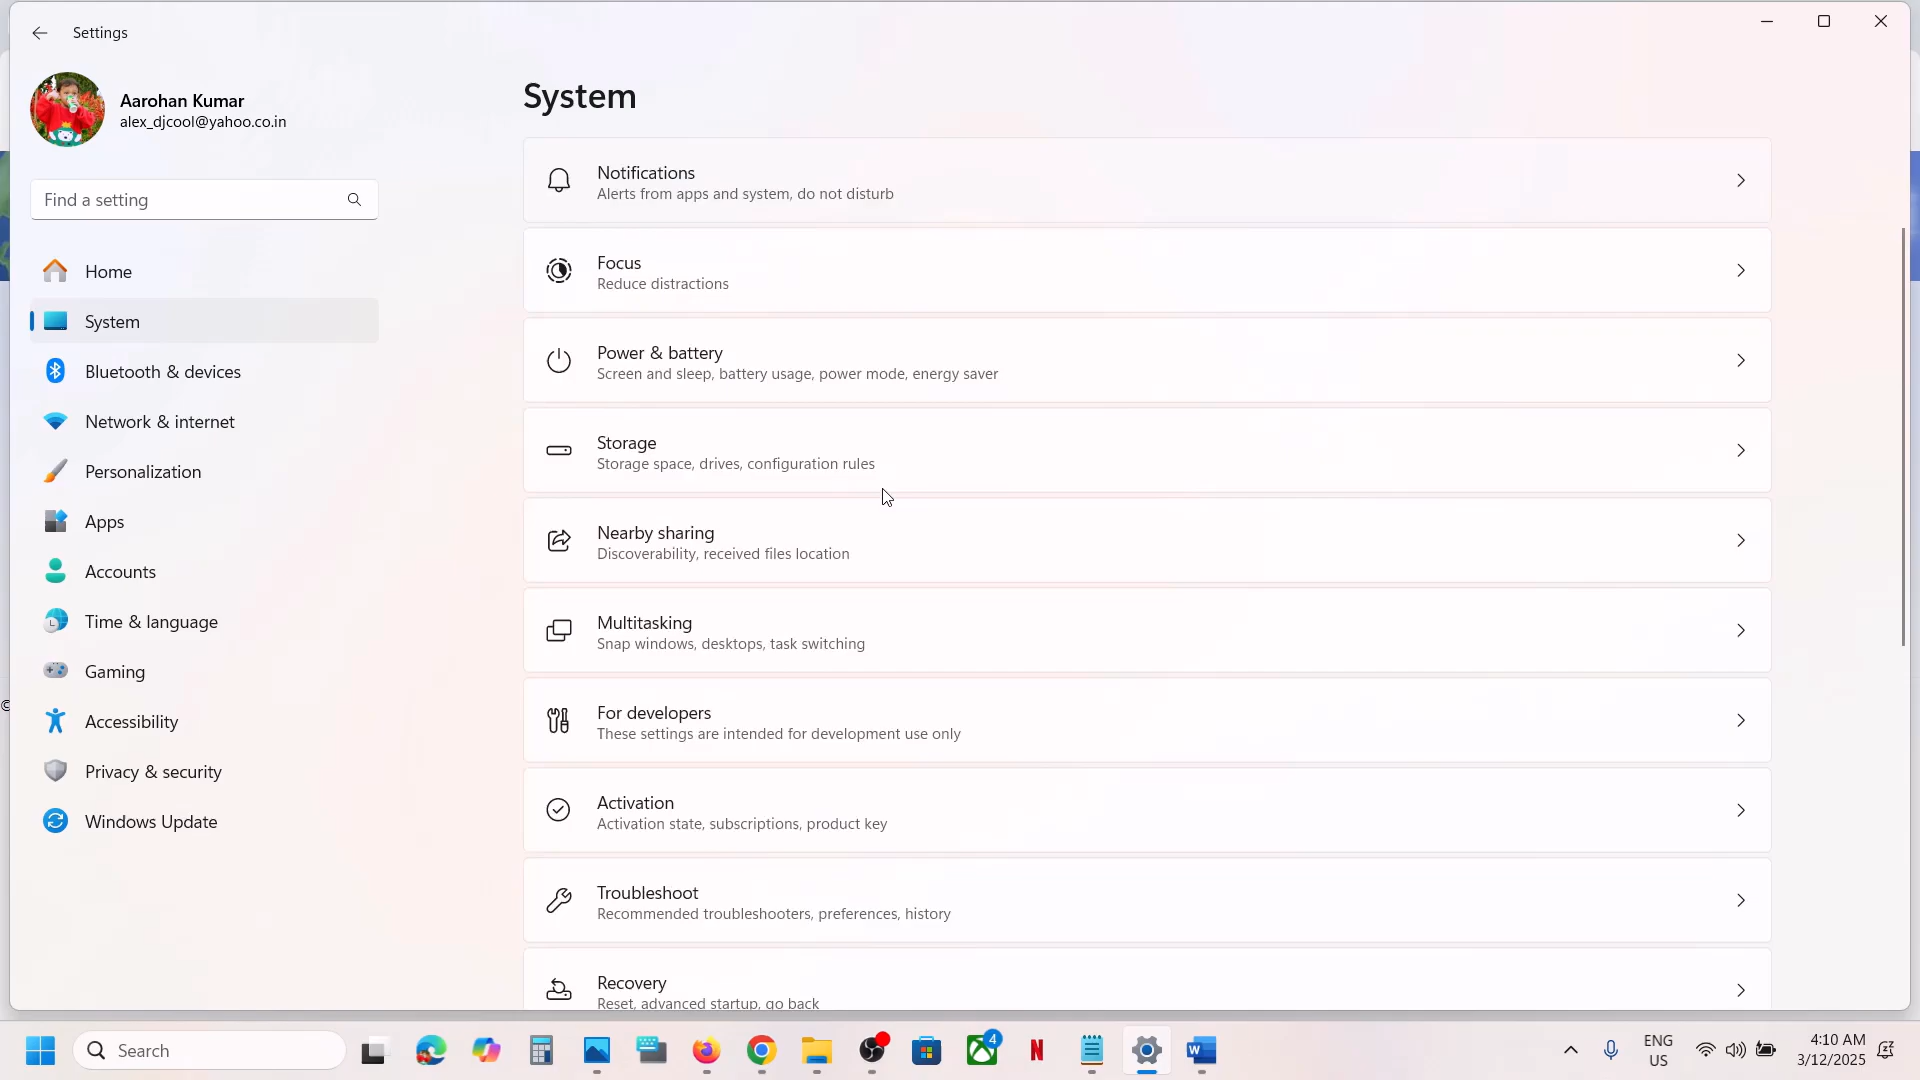 Settings
Aarohan Kumar
alex_djcool@yahoo.co.in
Find a setting
Home
System
Bluetooth & devices
Network & internet
Personalization
Apps
Accounts
Time & language
Gaming
Accessibility
Privacy & security
Windows Update
System
Notifications
Alerts from apps and system, do not disturb
Focus
Reduce distractions
Power & battery
Screen and sleep, battery usage, power mode, energy saver
Storage
Storage space, drives, configuration rules
Nearby sharing
Discoverability, received files location
Multitasking
Snap windows, desktops, task switching
For developers
These settings are intended for development use only
Activation
Activation state, subscriptions, product key
Troubleshoot
Recommended troubleshooters, preferences, history
Recovery
Reset, advanced startup, go back
Search
4
N
W
ENG
US
4:10 AM
3/12/2025